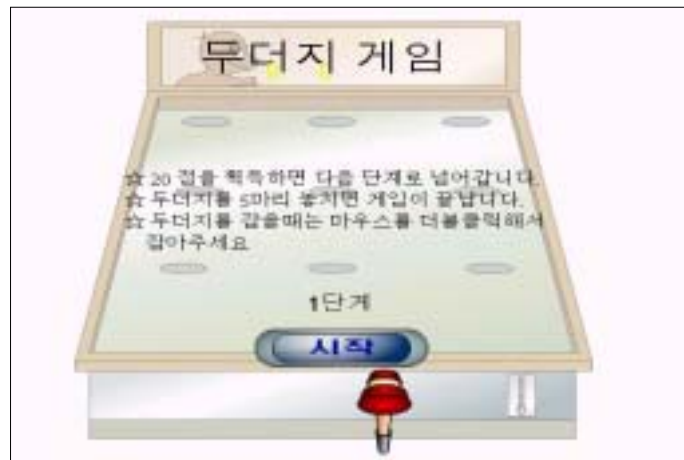 두더지 게임
☆ 20 점을 획득하면 다음 단계로 넘어갑니다.
☆ 두더지를 5마리 놓치면 게임이 끝납니다.
☆ 두더지를 잡을때는 마우스를 더블클릭해서
잡아주세요
1단계
시작